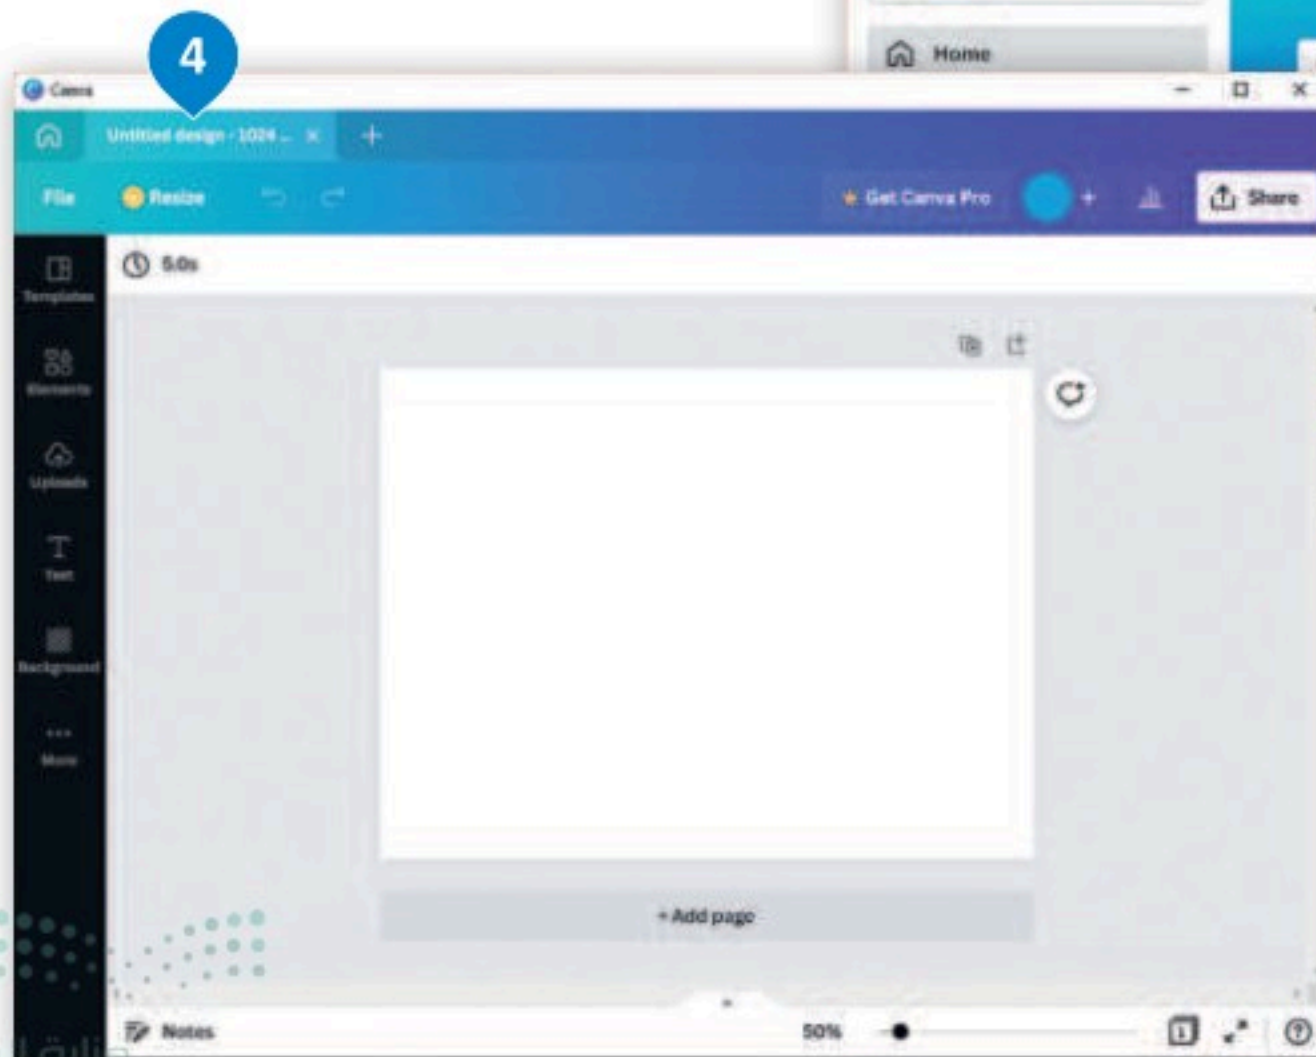 Home
4
Canva
Untitled design - 1024 ...
File
Resize
Get Canva Pro
Share
5.0s
Templates
Elements
Uploads
Text
Background
More
+ Add page
Notes
50%
1